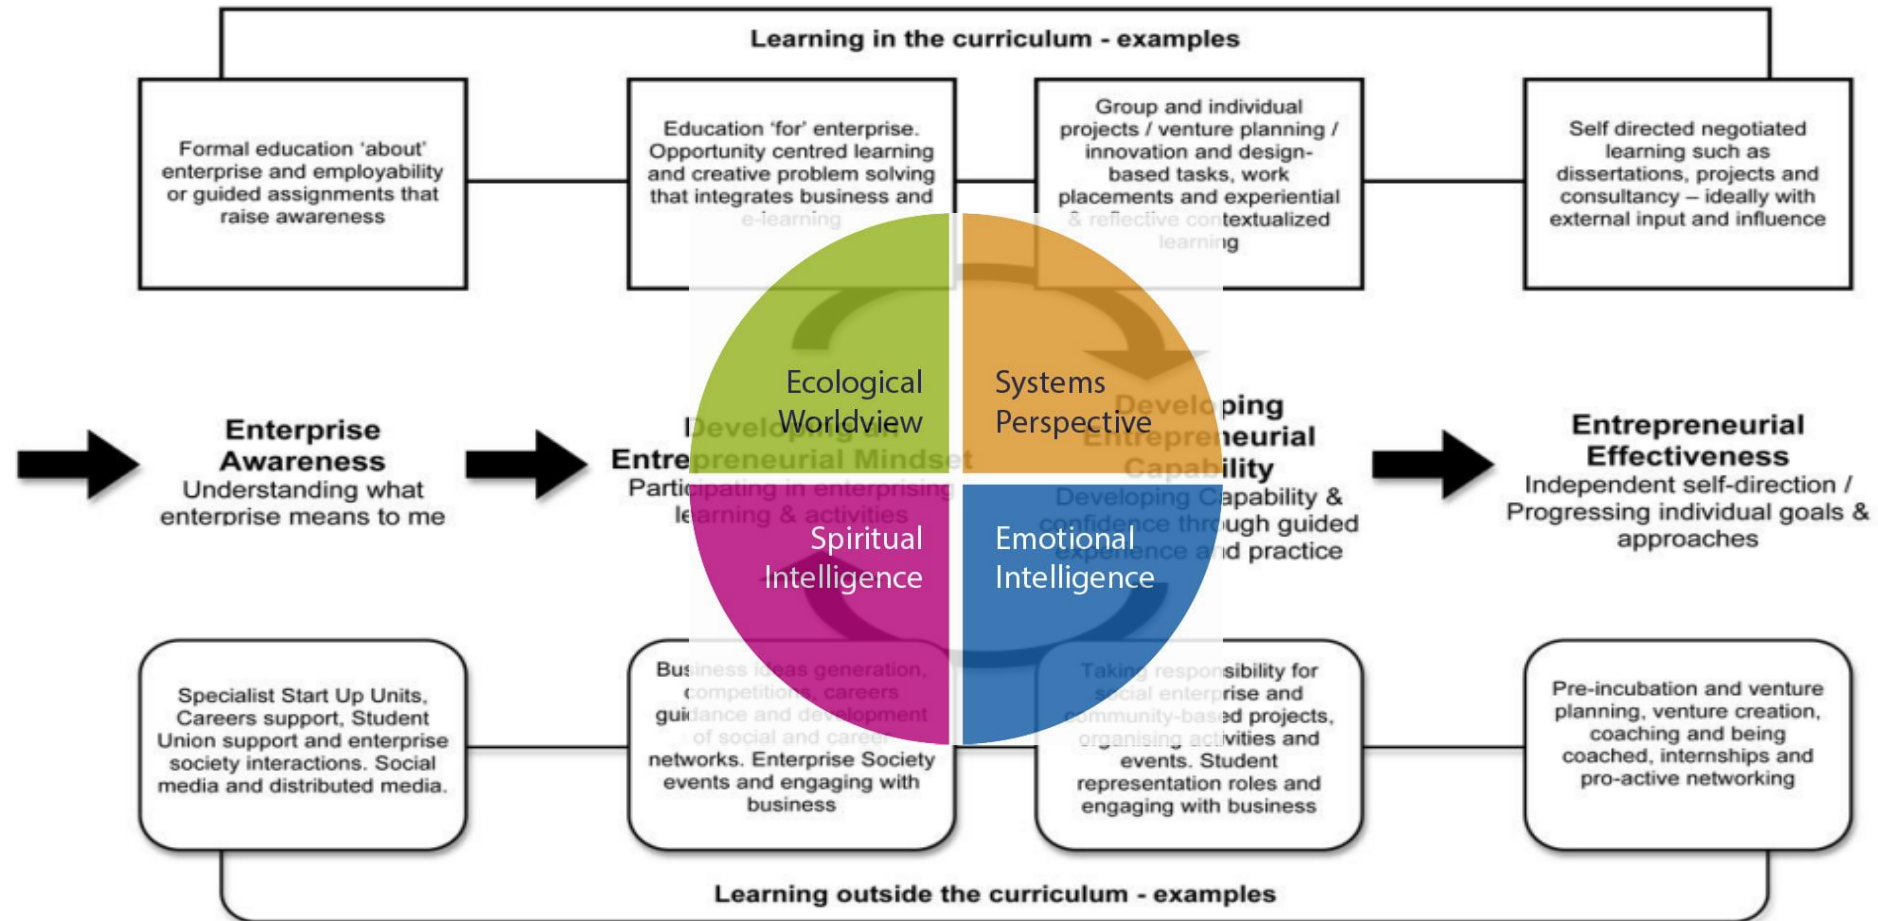 Learning in the curriculum - examples
Formal education ‘about’
enterprise and employability
or guided assignments that
raise awareness
Education ‘for’ enterprise.
Opportunity centred learning
and creative problem solving
that integrates business and
e-learning
Group and individual
projects / venture planning /
innovation and design-
based tasks, work
placements and experiential
& reflective contextualized
learning
Self directed negotiated
learning such as
dissertations, projects and
consultancy – ideally with
external input and influence
Enterprise
Awareness
Understanding what
enterprise means to me
Developing an
Entrepreneurial Mindset
Participating in enterprising
learning & activities
Developing
Entrepreneurial
Capability
Developing Capability &
confidence through guided
experience and practice
Entrepreneurial
Effectiveness
Independent self-direction /
Progressing individual goals &
approaches
Ecological
Worldview
Systems
Perspective
Spiritual
Intelligence
Emotional
Intelligence
Specialist Start Up Units,
Careers support, Student
Union support and enterprise
society interactions. Social
media and distributed media.
Business ideas generation,
competitions, careers
guidance and development
of social and career
networks. Enterprise Society
events and engaging with
business
Taking responsibility for
social enterprise and
community-based projects,
organising activities and
events. Student
representation roles and
engaging with business
Pre-incubation and venture
planning, venture creation,
coaching and being
coached, internships and
pro-active networking
Learning outside the curriculum - examples